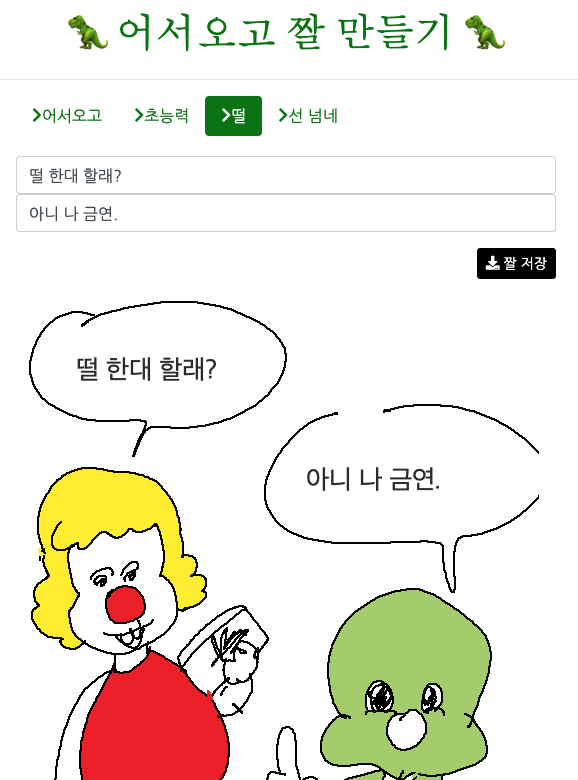 🦖 어서오고 짤 만들기 🦖
어서오고 초능력 떨 선 넘네
떨 한대 할래?
아니 나 금연.
짤 저장
떨 한대 할래?
아니 나 금연.